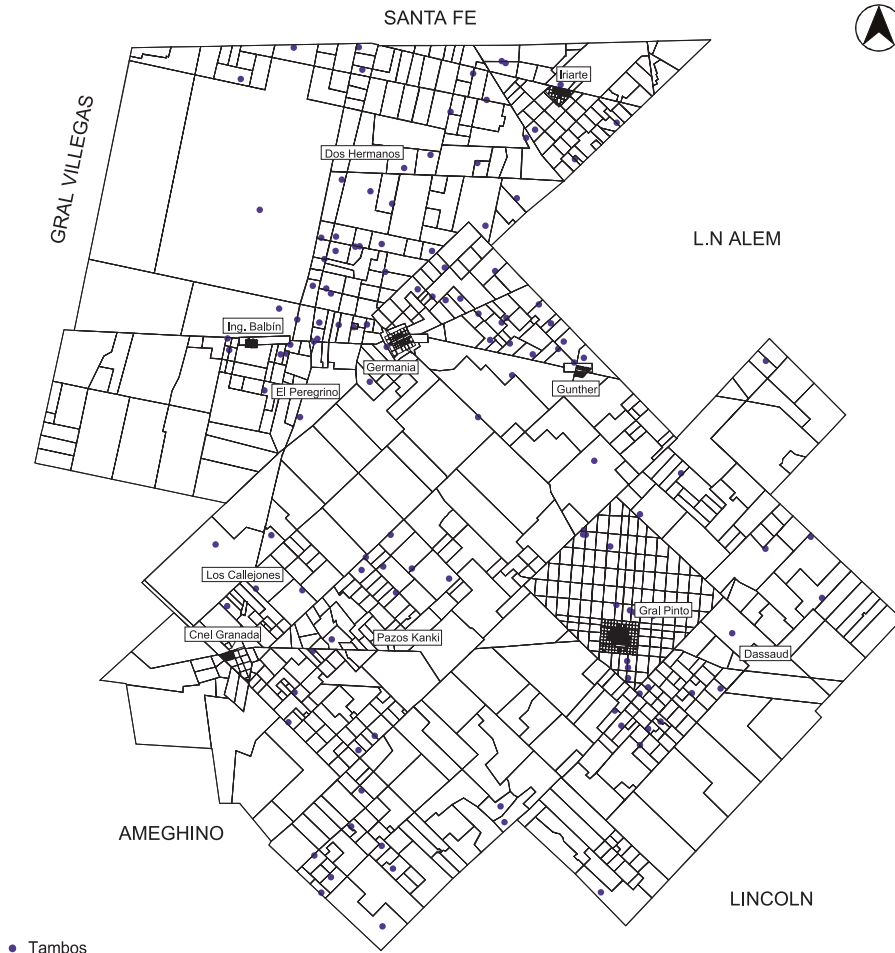 SANTA FE
Iriarte
GRAL VILLEGAS
Dos Hermanos
L.N ALEM
Ing. Balbín
Germania
El Peregrino
Gunther
Los Callejones
Gral Pinto
Cnel Granada
Pazos Kanki
Dassaud
AMEGHINO
LINCOLN
Tambos